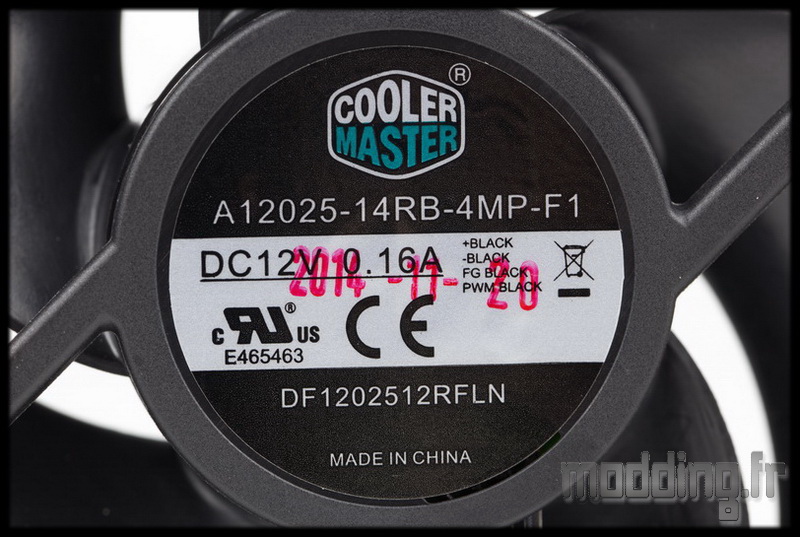 COOLER
MASTER®
A12025-14RB-4MP-F1
DC12V 0.16A
+BLACK
-BLACK
FG BLACK
PWM BLACK
2014 -11- 20
c RU® US
E465463
CE
DF1202512RFLN
MADE IN CHINA
modding.fr